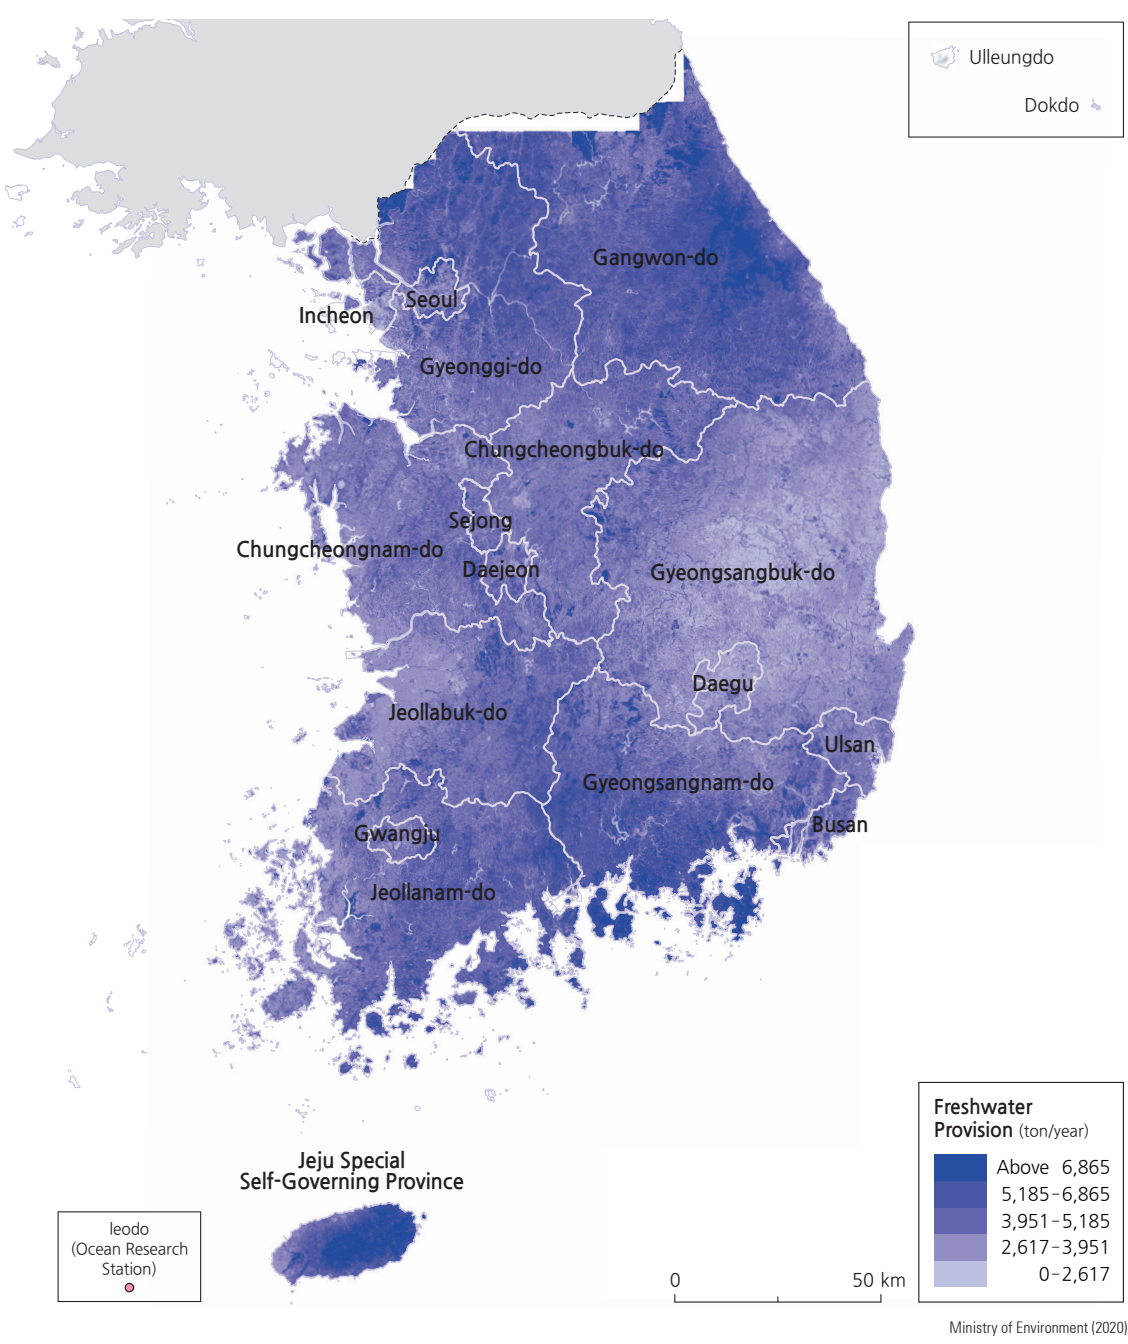 Ulleungdo
Dokdo
Gangwon-do
Seoul
Incheon
Gyeonggi-do
Chungcheongbuk-do
Sejong
Chungcheongnam-do
Daejeon
Gyeongsangbuk-do
Daegu
Jeollabuk-do
Ulsan
Gyeongsangnam-do
Busan
Gwangju
Jeollanam-do
Jeju Special
Self-Governing Province
Ieodo
(Ocean Research
Station)
Freshwater
Provision (ton/year)
Above 6,865
5,185–6,865
3,951–5,185
2,617–3,951
0–2,617
0 50 km
Ministry of Environment (2020)